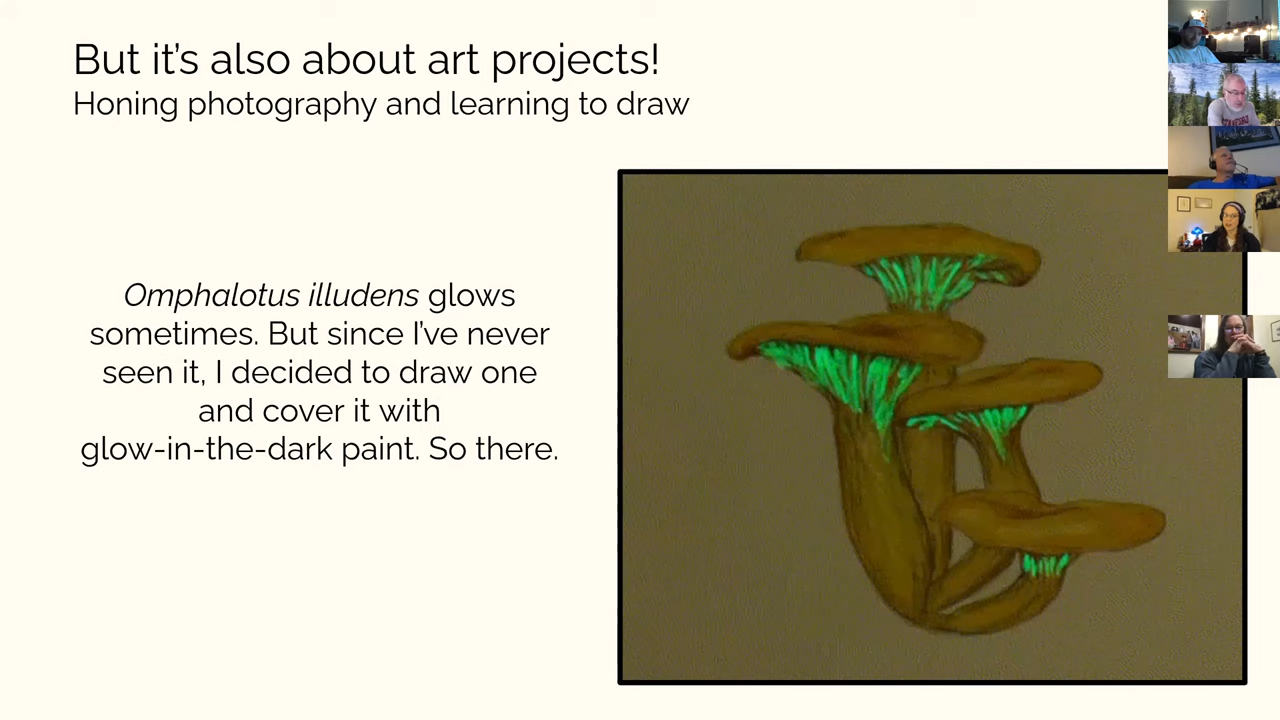 But it's also about art projects!
Honing photography and learning to draw
Omphalotus illudens glows
sometimes. But since I've never
seen it, I decided to draw one
and cover it with
glow-in-the-dark paint. So there.